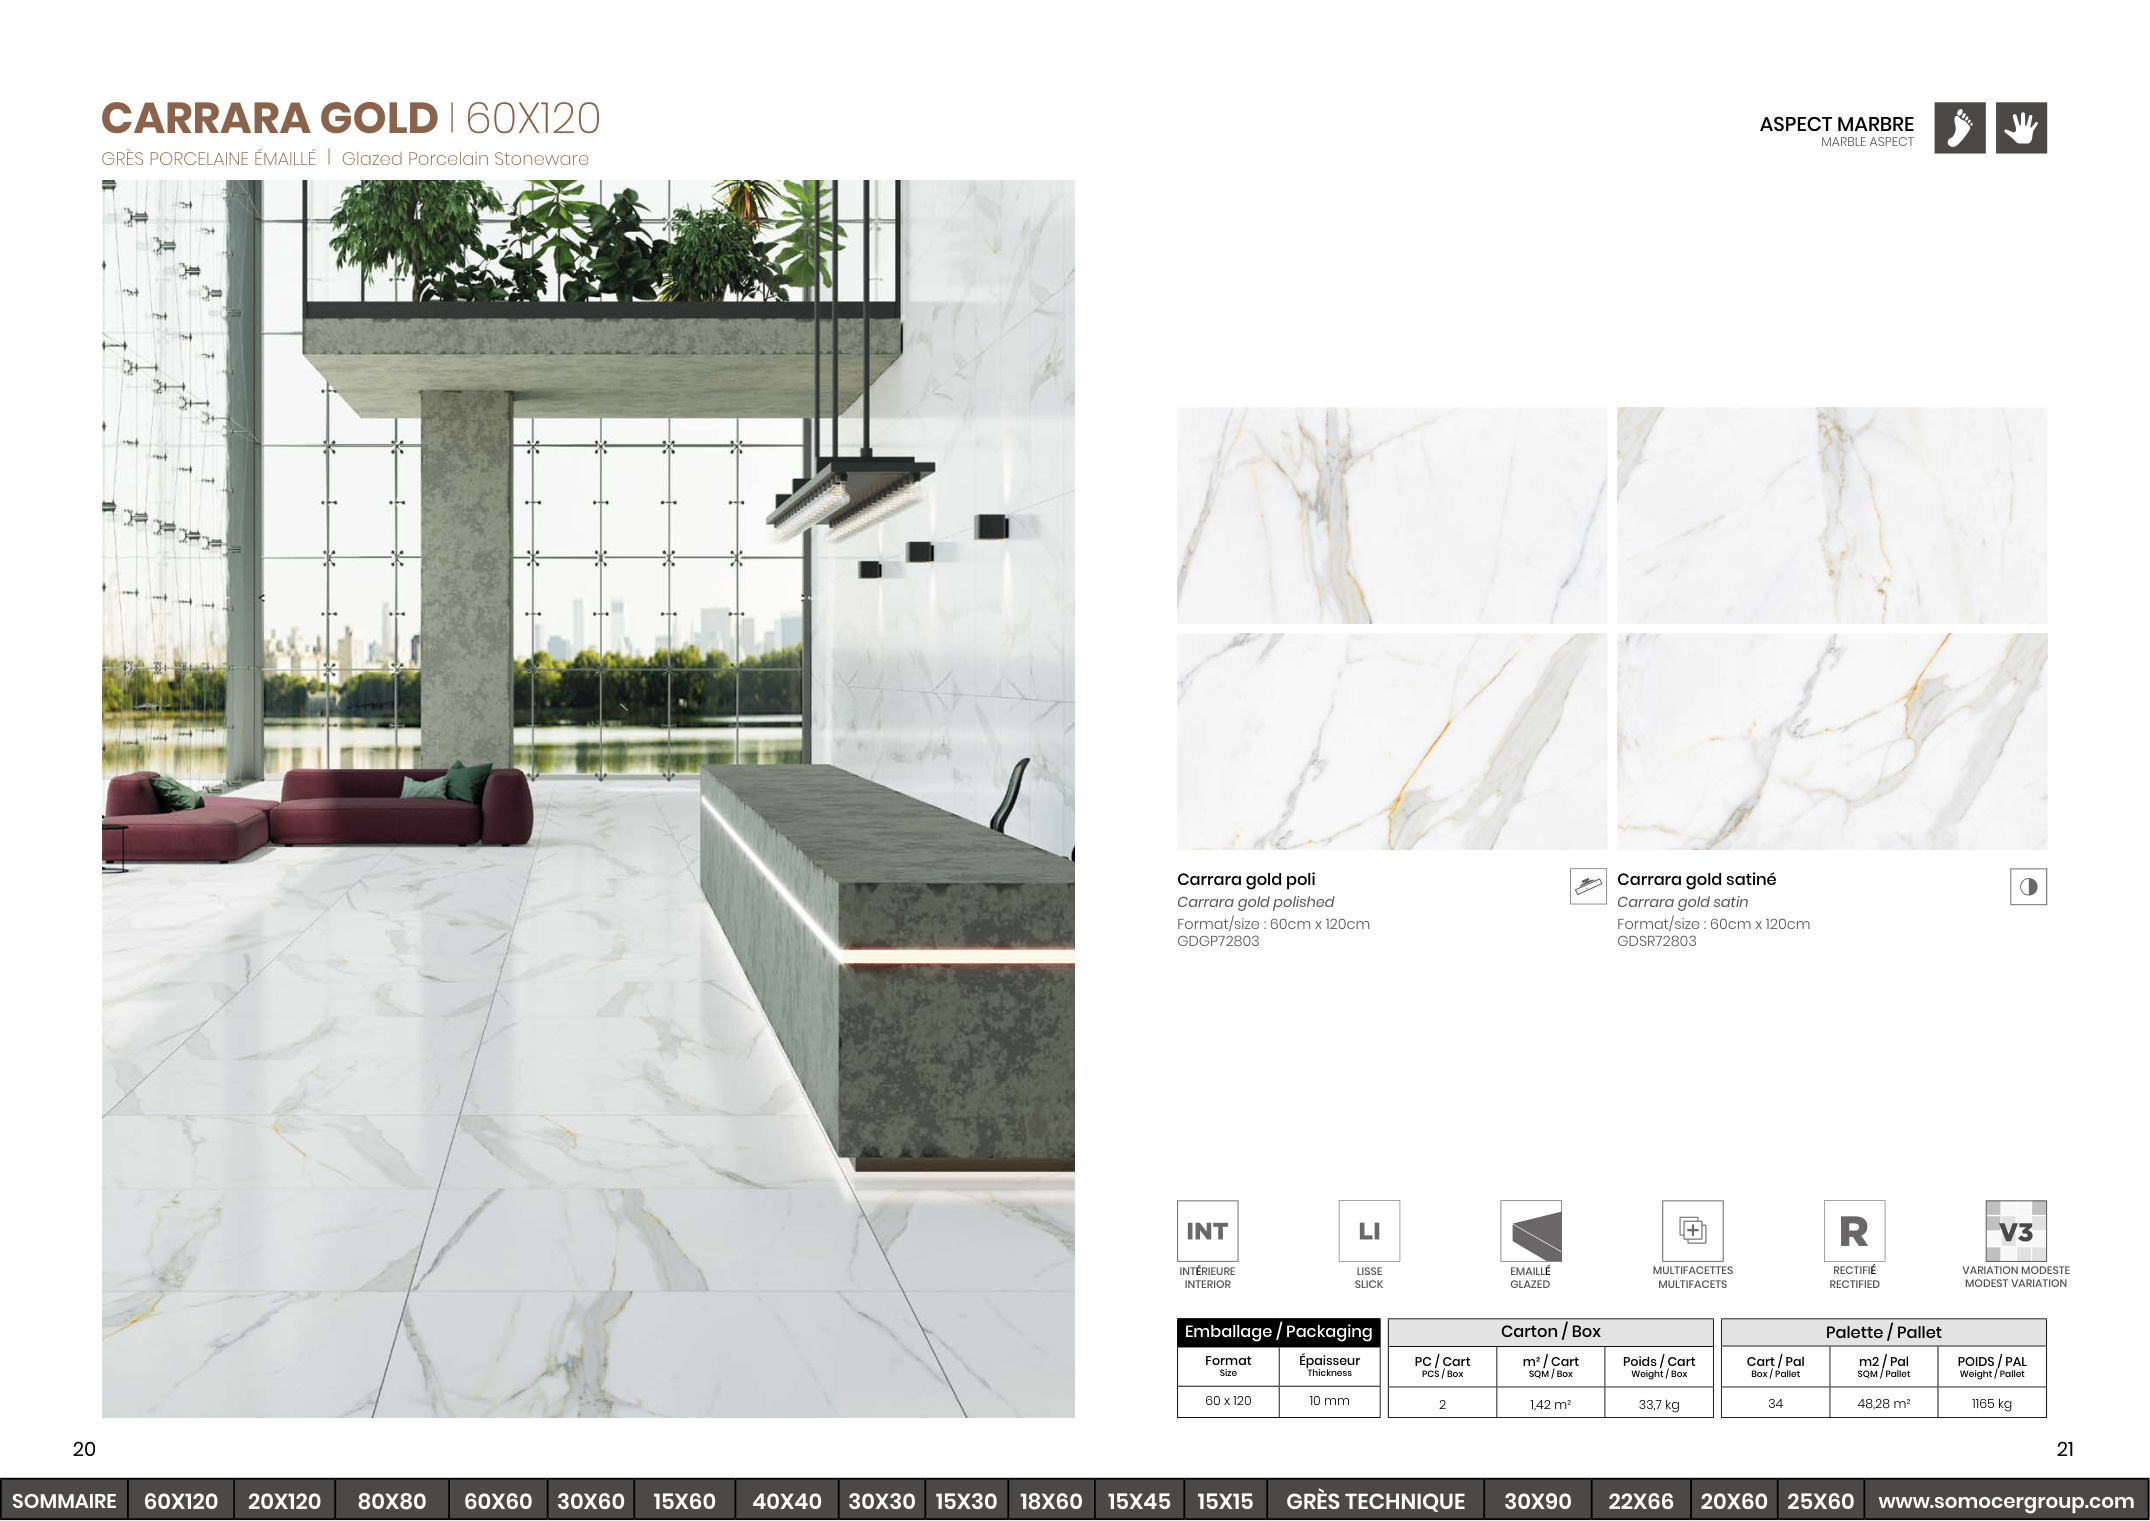 CARRARA GOLD | 60X120
GRÈS PORCELAINE ÉMAILLÉ | Glazed Porcelain Stoneware
ASPECT MARBRE
MARBLE ASPECT
Carrara gold poli
Carrara gold polished
Format/size : 60cm x 120cm
GDGP72803
Carrara gold satiné
Carrara gold satin
Format/size : 60cm x 120cm
GDSR72803
INT
INTÉRIEURE
INTERIOR
LI
LISSE
SLICK
EMAILLÉ
GLAZED
MULTIFACETTES
MULTIFACETS
R
RECTIFIÉ
RECTIFIED
V3
VARIATION MODESTE
MODEST VARIATION
Emballage / Packaging
Format
Size
Épaisseur
Thickness
60 x 120
10 mm
Carton / Box
PC / Cart
PCS / Box
m² / Cart
SQM / Box
Poids / Cart
Weight / Box
2
1,42 m²
33,7 kg
Palette / Pallet
Cart / Pal
Box / Pallet
m2 / Pal
SQM / Pallet
POIDS / PAL
Weight / Pallet
34
48,28 m²
1165 kg
20
21
SOMMAIRE 60X120 20X120 80X80 60X60 30X60 15X60 40X40 30X30 15X30 18X60 15X45 15X15 GRÈS TECHNIQUE 30X90 22X66 20X60 25X60 www.somocergroup.com